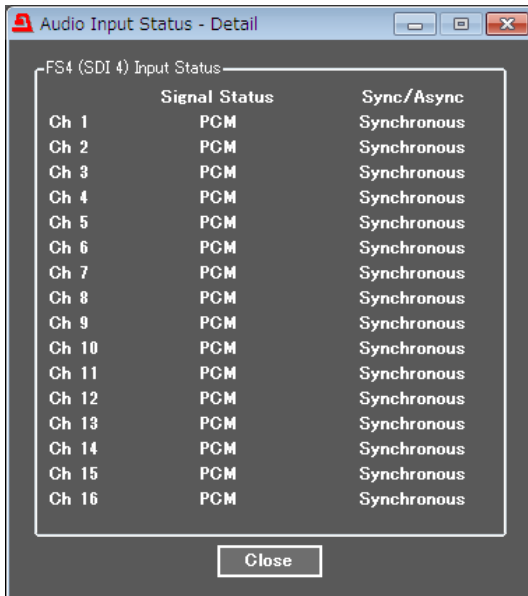 Audio Input Status - Detail
FS4 (SDI 4) Input Status
Signal Status Sync/Async
Ch 1 PCM Synchronous
Ch 2 PCM Synchronous
Ch 3 PCM Synchronous
Ch 4 PCM Synchronous
Ch 5 PCM Synchronous
Ch 6 PCM Synchronous
Ch 7 PCM Synchronous
Ch 8 PCM Synchronous
Ch 9 PCM Synchronous
Ch 10 PCM Synchronous
Ch 11 PCM Synchronous
Ch 12 PCM Synchronous
Ch 13 PCM Synchronous
Ch 14 PCM Synchronous
Ch 15 PCM Synchronous
Ch 16 PCM Synchronous
Close